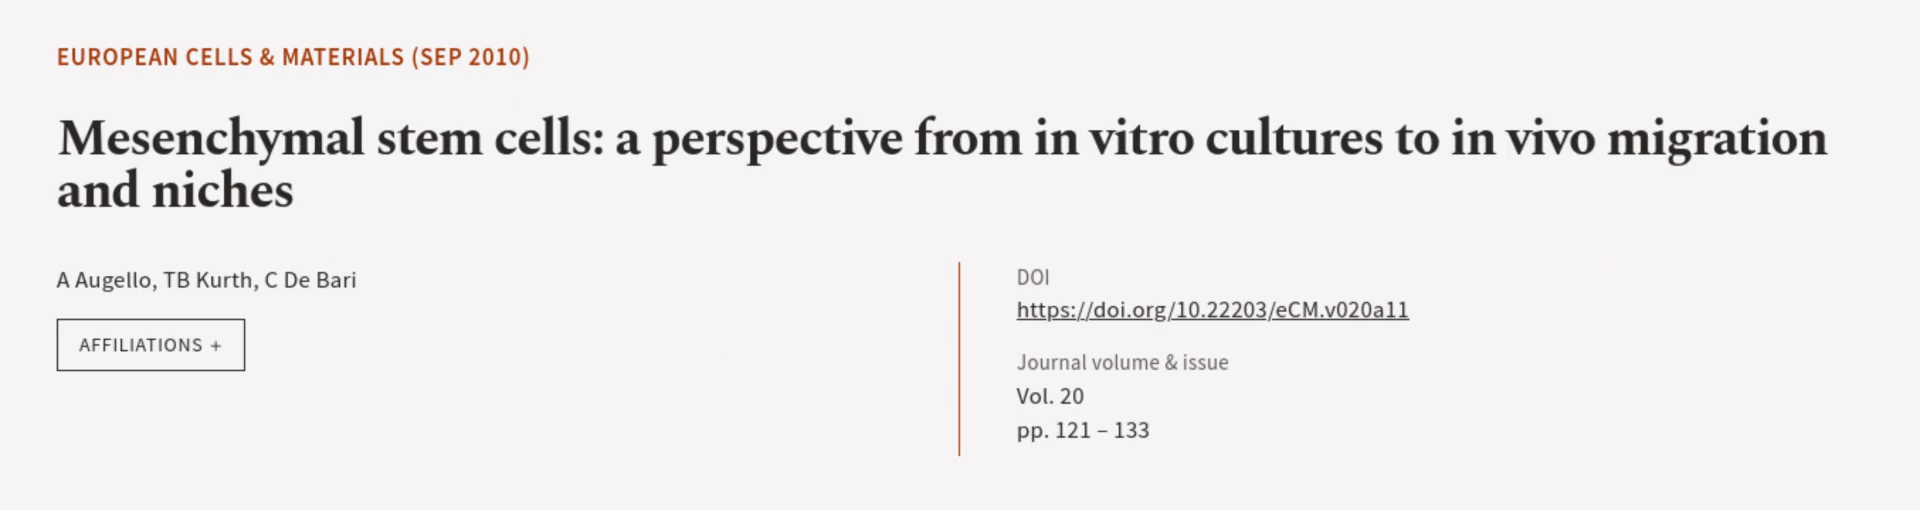 EUROPEAN CELLS & MATERIALS (SEP 2010)
Mesenchymal stem cells: a perspective from in vitro cultures to in vivo migration
and niches
A Augello, TB Kurth, C De Bari
AFFILIATIONS +
DOI
https://doi.org/10.22203/eCM.v020a11
Journal volume & issue
Vol. 20
pp. 121 – 133